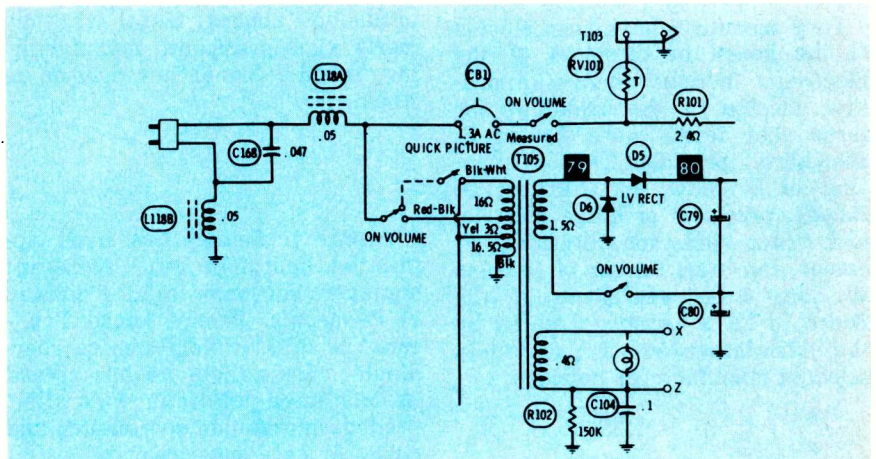 T103
L118A
CB1
RV101
T
ON VOLUME
R101
.05
.3A AC
Measured
2.4Ω
C168
.047
QUICK PICTURE
T105
79
D5
80
Blk-Wht
16Ω
D6
LV RECT
C79
L118B
.05
Red-Blk
1.5Ω
ON VOLUME
Yel 3Ω
16.5Ω
Blk
ON VOLUME
C80
X
.4Ω
Z
R102
C104
.1
150K